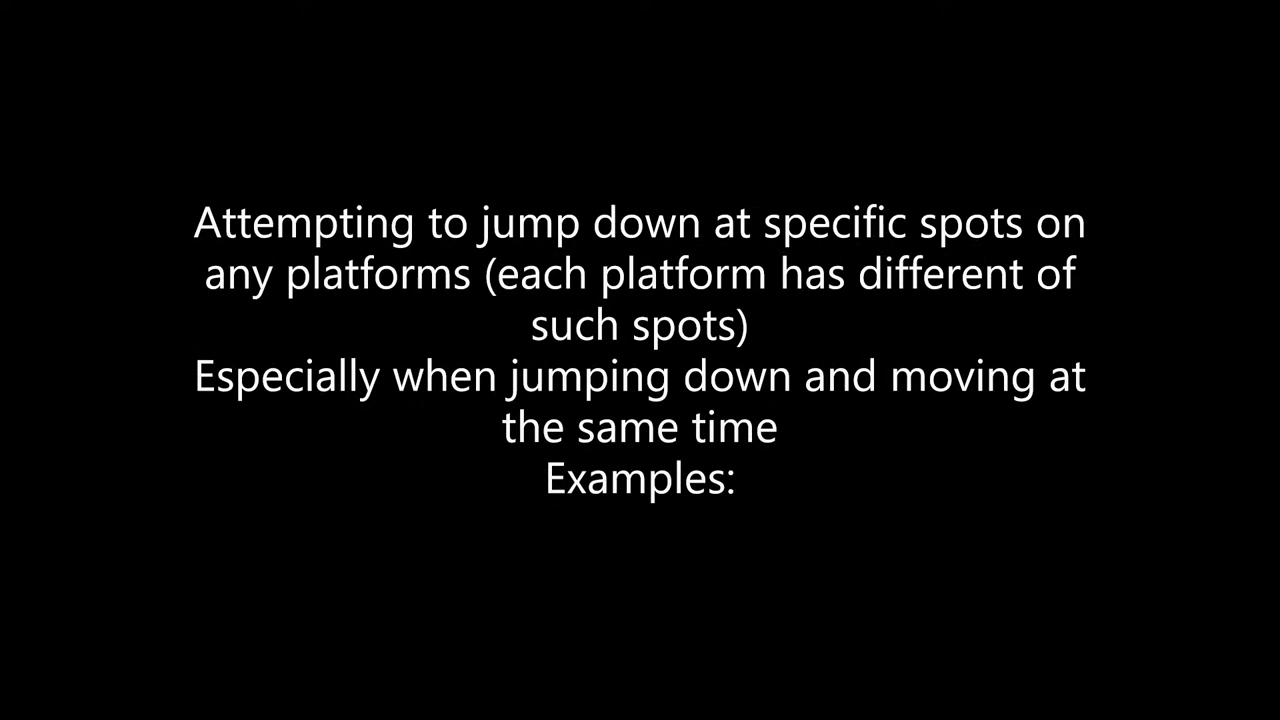 Attempting to jump down at specific spots on
any platforms (each platform has different of
such spots)
Especially when jumping down and moving at
the same time
Examples: